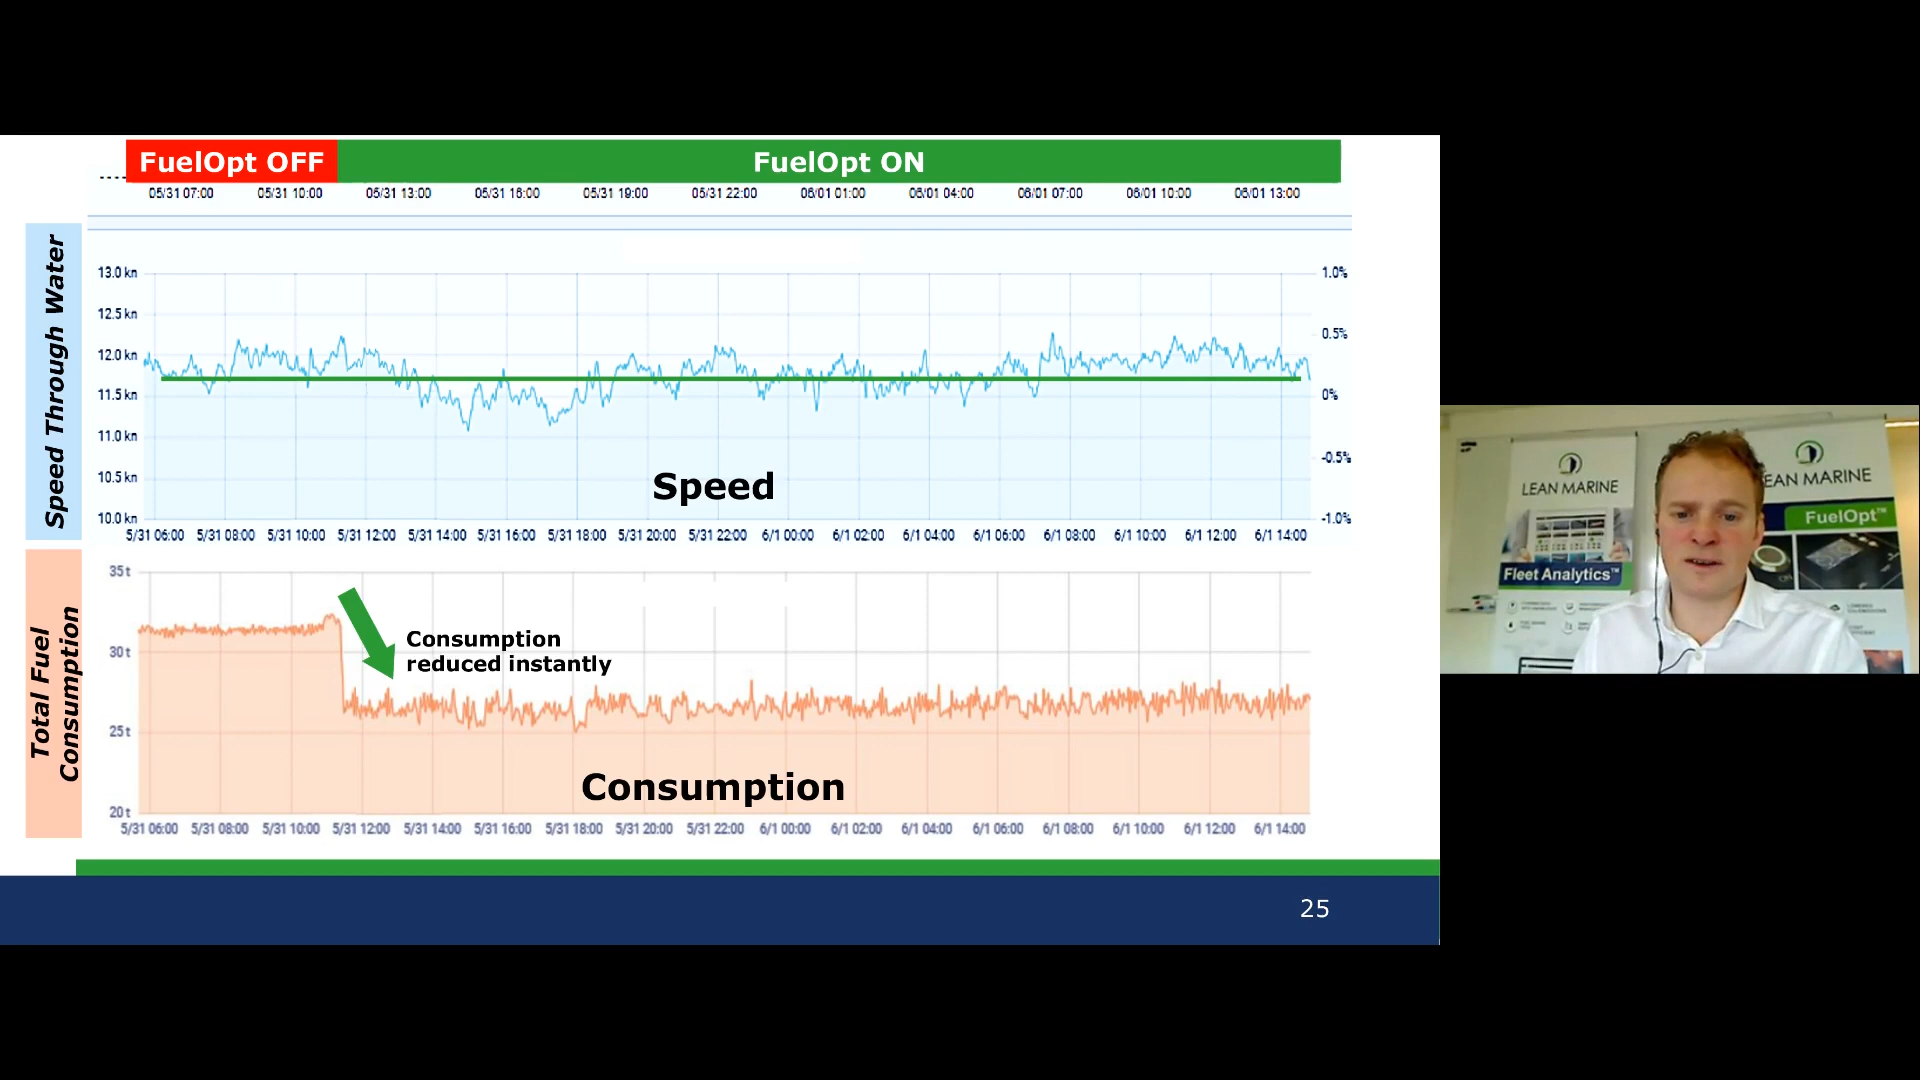 FuelOpt OFF
FuelOpt ON
05/31 07:00 05/31 10:00 05/31 13:00 05/31 16:00 05/31 19:00 05/31 22:00 06/01 01:00 06/01 04:00 06/01 07:00 06/01 10:00 06/01 13:00
Speed Through Water
13.0 kn
12.5 kn
12.0 kn
11.5 kn
11.0 kn
10.5 kn
10.0 kn
1.0%
0.5%
0%
-0.5%
-1.0%
Speed
5/31 06:00 5/31 08:00 5/31 10:00 5/31 12:00 5/31 14:00 5/31 16:00 5/31 18:00 5/31 20:00 5/31 22:00 6/1 00:00 6/1 02:00 6/1 04:00 6/1 06:00 6/1 08:00 6/1 10:00 6/1 12:00 6/1 14:00
Total Fuel
Consumption
35 t
30 t
25 t
20 t
Consumption
reduced instantly
Consumption
5/31 06:00 5/31 08:00 5/31 10:00 5/31 12:00 5/31 14:00 5/31 16:00 5/31 18:00 5/31 20:00 5/31 22:00 6/1 00:00 6/1 02:00 6/1 04:00 6/1 06:00 6/1 08:00 6/1 10:00 6/1 12:00 6/1 14:00
25
LEAN MARINE
Fleet Analytics™
EAN MARINE
FuelOpt™